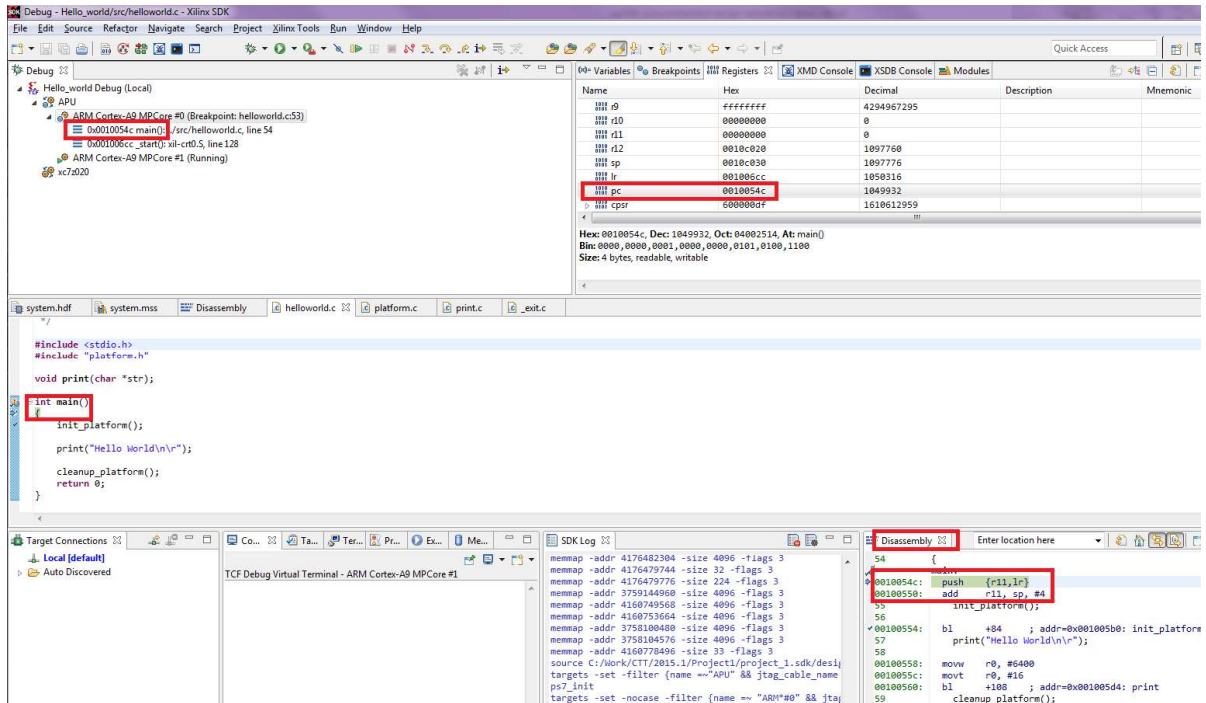 Debug - Hello_world/src/helloworld.c - Xilinx SDK
File Edit Source Refactor Navigate Search Project Xilinx Tools Run Window Help
Quick Access
Debug
Hello_world Debug (Local)
APU
ARM Cortex-A9 MPCore #0 (Breakpoint: helloworld.c:53)
0x0010054c main(): ../src/helloworld.c, line 54
0x001006cc _start(): xil-crt0.S, line 128
ARM Cortex-A9 MPCore #1 (Running)
xc7z020
Variables Breakpoints Registers XMD Console XSDB Console Modules
Name Hex Decimal Description Mnemonic
r9 ffffffff 4294967295
r10 00000000 0
r11 00000000 0
r12 0010c020 1097760
sp 0010c030 1097776
lr 001006cc 1050316
pc 0010054c 1049932
cpsr 600000df 1610612959
Hex: 0010054c, Dec: 1049932, Oct: 04002514, At: main()
Bin: 0000,0000,0001,0000,0000,0101,0100,1100
Size: 4 bytes, readable, writable
system.hdf system.mss Disassembly helloworld.c platform.c print.c _exit.c
*/
#include <stdio.h>
#include "platform.h"
void print(char *str);
int main()
{
init_platform();
print("Hello World\n\r");
cleanup_platform();
return 0;
}
Target Connections
Local [default]
Auto Discovered
Co... Ta... Ter... Pr... Ex... Me...
TCF Debug Virtual Terminal - ARM Cortex-A9 MPCore #1
SDK Log
memmap -addr 4176482304 -size 4096 -flags 3
memmap -addr 4176479744 -size 32 -flags 3
memmap -addr 4176479776 -size 224 -flags 3
memmap -addr 3759144960 -size 4096 -flags 3
memmap -addr 4160749568 -size 4096 -flags 3
memmap -addr 4160753664 -size 4096 -flags 3
memmap -addr 3758100480 -size 4096 -flags 3
memmap -addr 3758104576 -size 4096 -flags 3
memmap -addr 4160778496 -size 33 -flags 3
source C:/Work/CTT/2015.1/Project1/project_1.sdk/desig
targets -set -filter {name =~"APU" && jtag_cable_name
ps7_init
targets -set -nocase -filter {name =~ "ARM*#0" && jtag
Disassembly Enter location here
54 {
main:
0010054c: push {r11,lr}
00100550: add r11, sp, #4
55 init_platform();
56
00100554: bl +84 ; addr=0x001005b0: init_platform
57 print("Hello World\n\r");
58
00100558: movw r0, #6400
0010055c: movt r0, #16
00100560: bl +108 ; addr=0x001005d4: print
59 cleanup_platform();